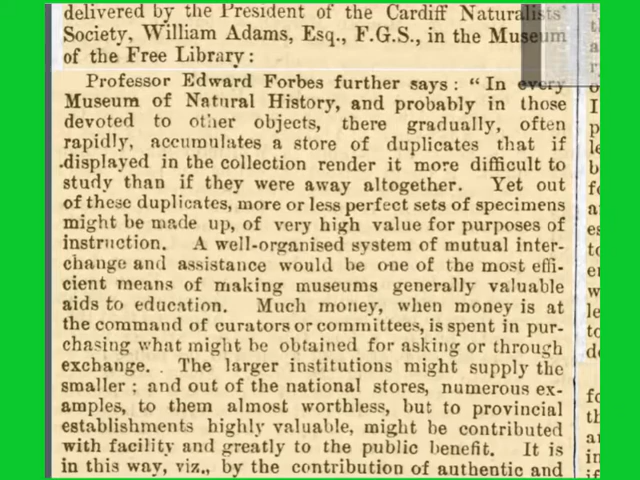 delivered by the President of the Cardiff Naturalists'
Society, William Adams, Esq., F.G.S., in the Museum
of the Free Library:
Professor Edward Forbes further says: "In every
Museum of Natural History, and probably in those
devoted to other objects, there gradually, often
rapidly, accumulates a store of duplicates that if
displayed in the collection render it more difficult to
study than if they were away altogether. Yet out
of these duplicates, more or less perfect sets of specimens
might be made up, of very high value for purposes of
instruction. A well-organised system of mutual inter-
change and assistance would be one of the most effi-
cient means of making museums generally valuable
aids to education. Much money, when money is at
the command of curators or committees, is spent in pur-
chasing what might be obtained for asking or through
exchange. The larger institutions might supply the
smaller; and out of the national stores, numerous ex-
amples, to them almost worthless, but to provincial
establishments highly valuable, might be contributed
with facility and greatly to the public benefit. It is
in this way, viz., by the contribution of authentic and